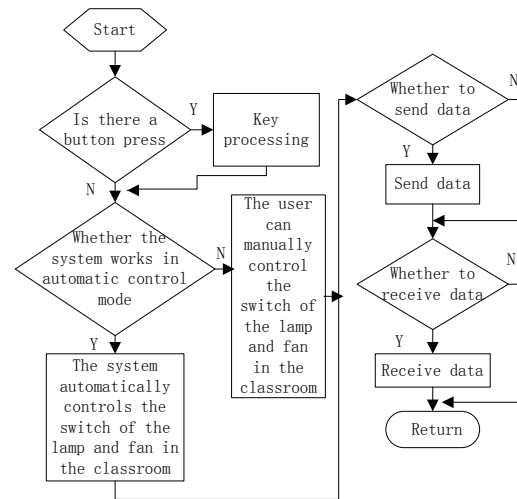 Start
Is there a
button press
Y
Key
processing
N
Whether the
system works in
automatic control
mode
N
The user
can
manually
control
the
switch of
the lamp
and fan
in the
classroom
Y
The system
automatically
controls the
switch of the
lamp and fan in
the classroom
Whether to
send data
N
Y
Send data
Whether to
receive data
N
Y
Receive data
Return